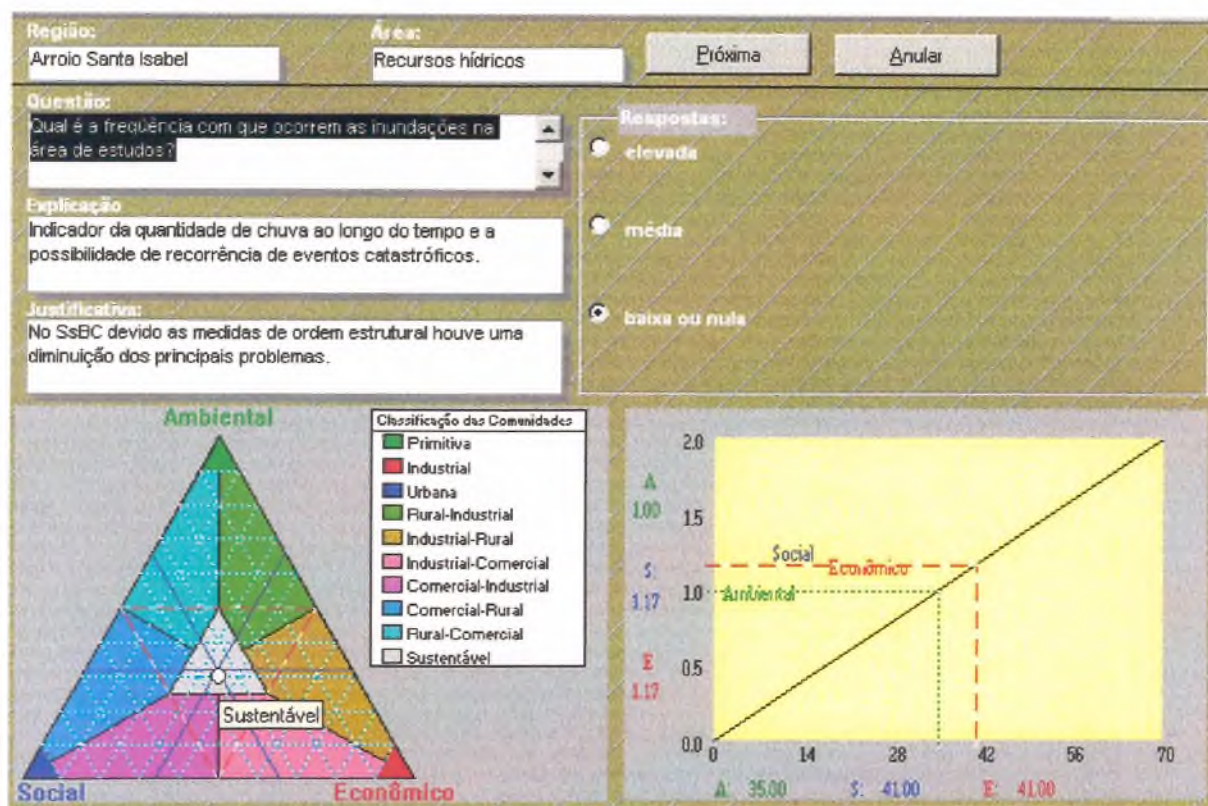 Região:
Arroio Santa Isabel
Área:
Recursos hídricos
Próxima
Anular
Questão:
Qual é a freqüência com que ocorrem as inundações na
área de estudos?
Explicação
Indicador da quantidade de chuva ao longo do tempo e a
possibilidade de recorrência de eventos catastróficos.
Justificativa:
No SsBC devido as medidas de ordem estrutural houve uma
diminuição dos principais problemas.
Respostas:
elevada
média
baixa ou nula
Ambiental
Social
Econômico
Sustentável
Classificação das Comunidades
Primitiva
Industrial
Urbana
Rural-Industrial
Industrial-Rural
Industrial-Comercial
Comercial-Industrial
Comercial-Rural
Rural-Comercial
Sustentável
A
1.00
S:
1.17
E
1.17
2.0
1.5
1.0
0.5
0.0
Social
Econômico
Ambiental
0 14 28 42 56 70
A: 35.00 S: 41.00 E: 41.00